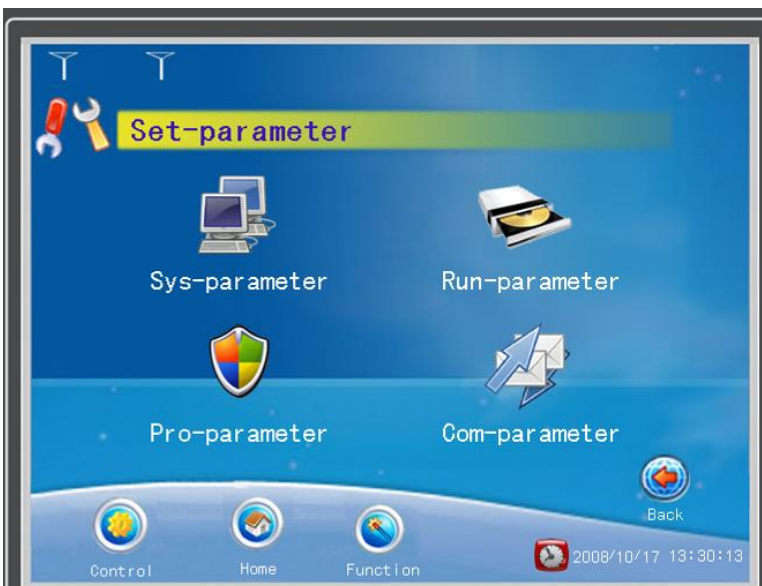 Set-parameter
Sys-parameter
Run-parameter
Pro-parameter
Com-parameter
Back
Control
Home
Function
2008/10/17 13:30:13